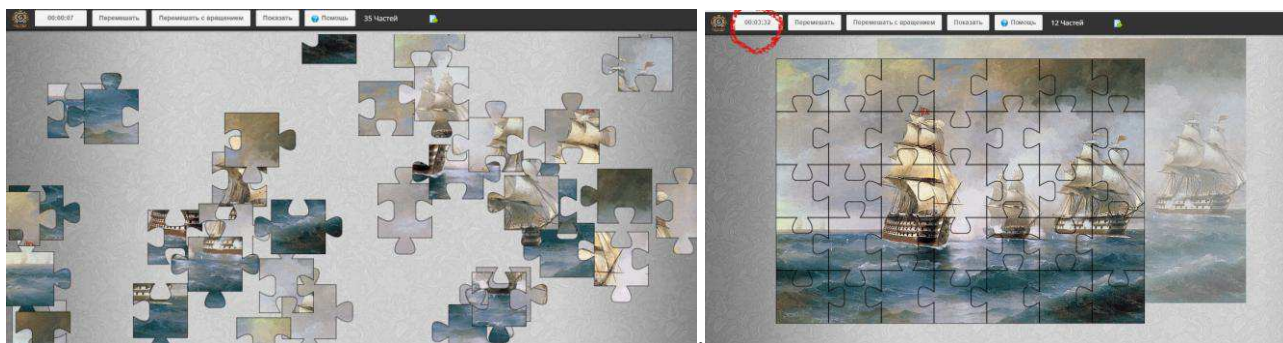 00:00:07 Перемешать Перемешать с вращением Показать Помощь 35 Частей
00:03:32 Перемешать Перемешать с вращением Показать Помощь 12 Частей